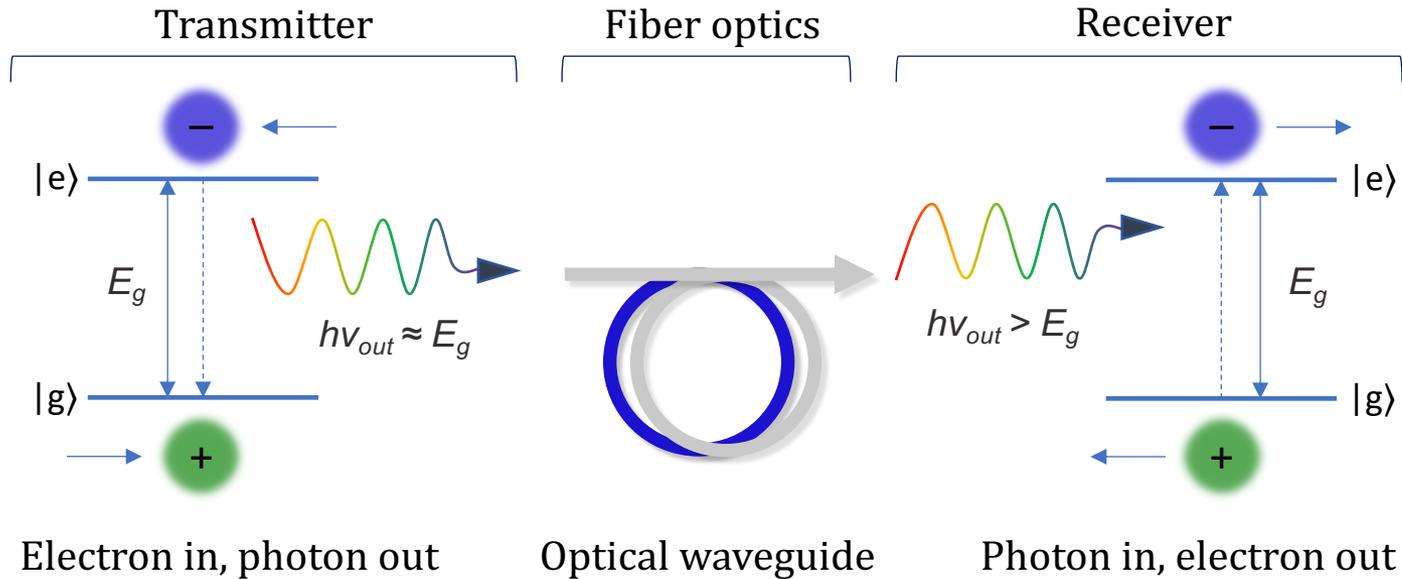 Transmitter
Fiber optics
Receiver
−
−
|e⟩
|e⟩
E_g
E_g
hν_out ≈ E_g
hν_out > E_g
|g⟩
|g⟩
+
+
Electron in, photon out
Optical waveguide
Photon in, electron out